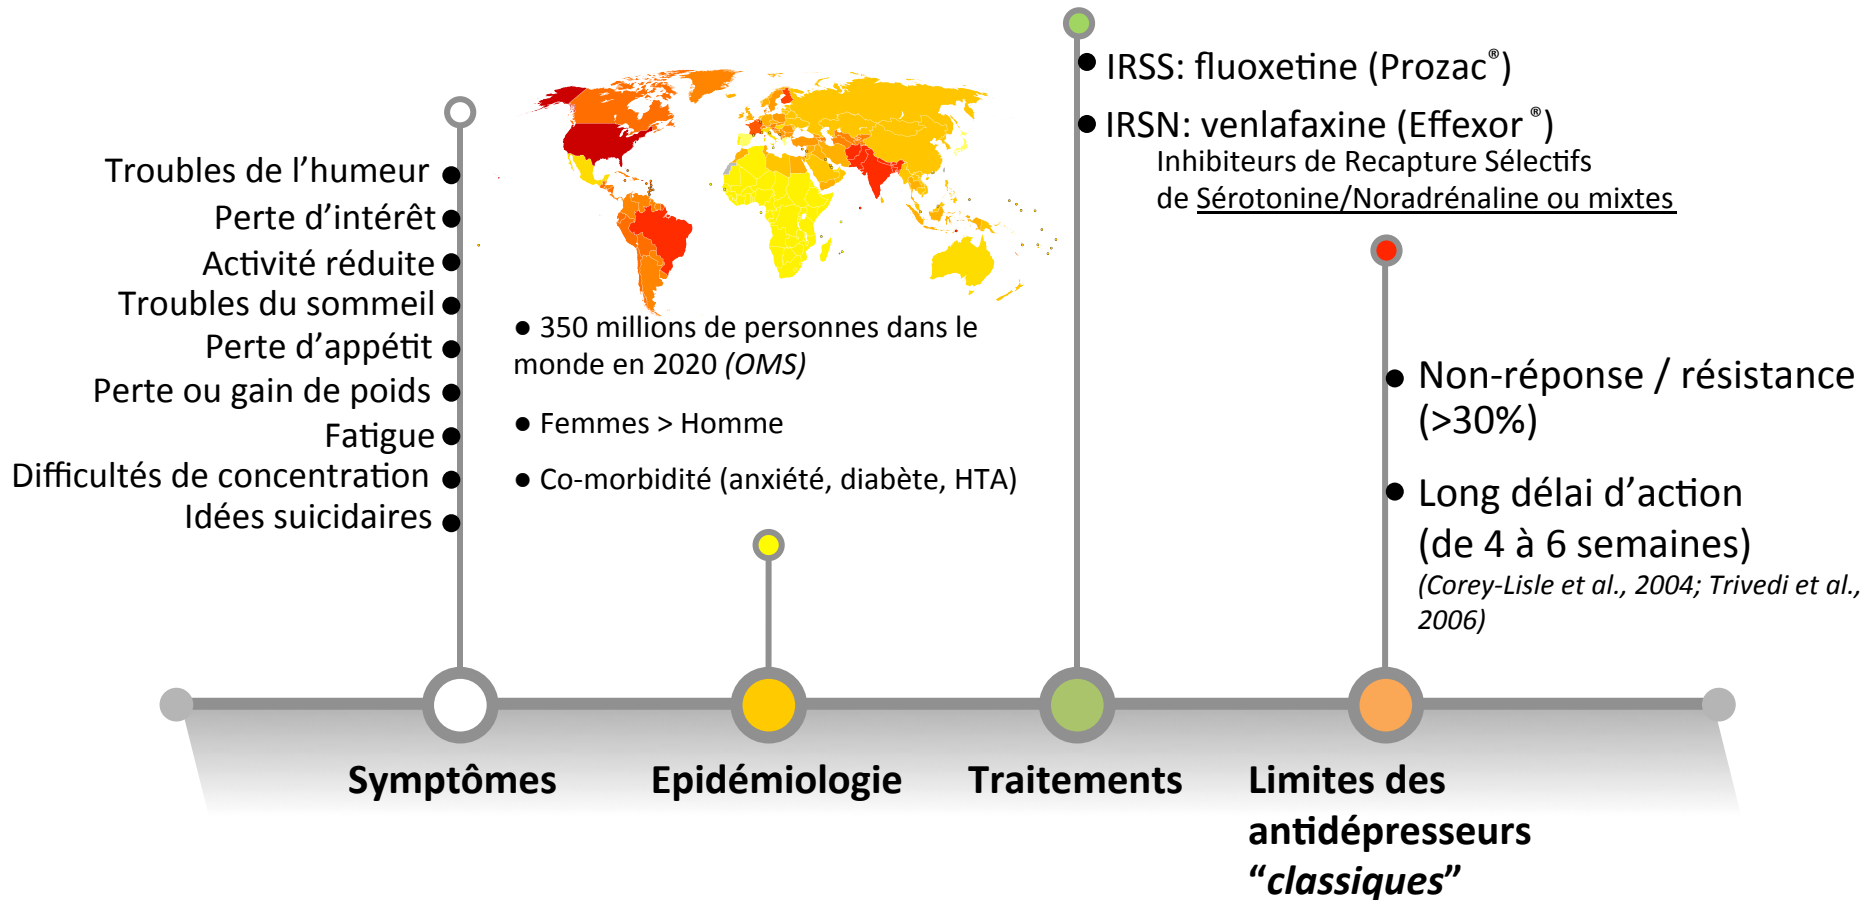 Troubles de l’humeur ●
Perte d’intérêt ●
Activité réduite ●
Troubles du sommeil ●
Perte d’appétit ●
Perte ou gain de poids ●
Fatigue ●
Difficultés de concentration ●
Idées suicidaires ●
● 350 millions de personnes dans le
monde en 2020 (OMS)
● Femmes > Homme
● Co-morbidité (anxiété, diabète, HTA)
● IRSS: fluoxetine (Prozac®)
● IRSN: venlafaxine (Effexor®)
Inhibiteurs de Recapture Sélectifs
de Sérotonine/Noradrénaline ou mixtes
● Non-réponse / résistance
(>30%)
● Long délai d’action
(de 4 à 6 semaines)
(Corey-Lisle et al., 2004; Trivedi et al.,
2006)
Symptômes
Epidémiologie
Traitements
Limites des
antidépresseurs
“classiques”